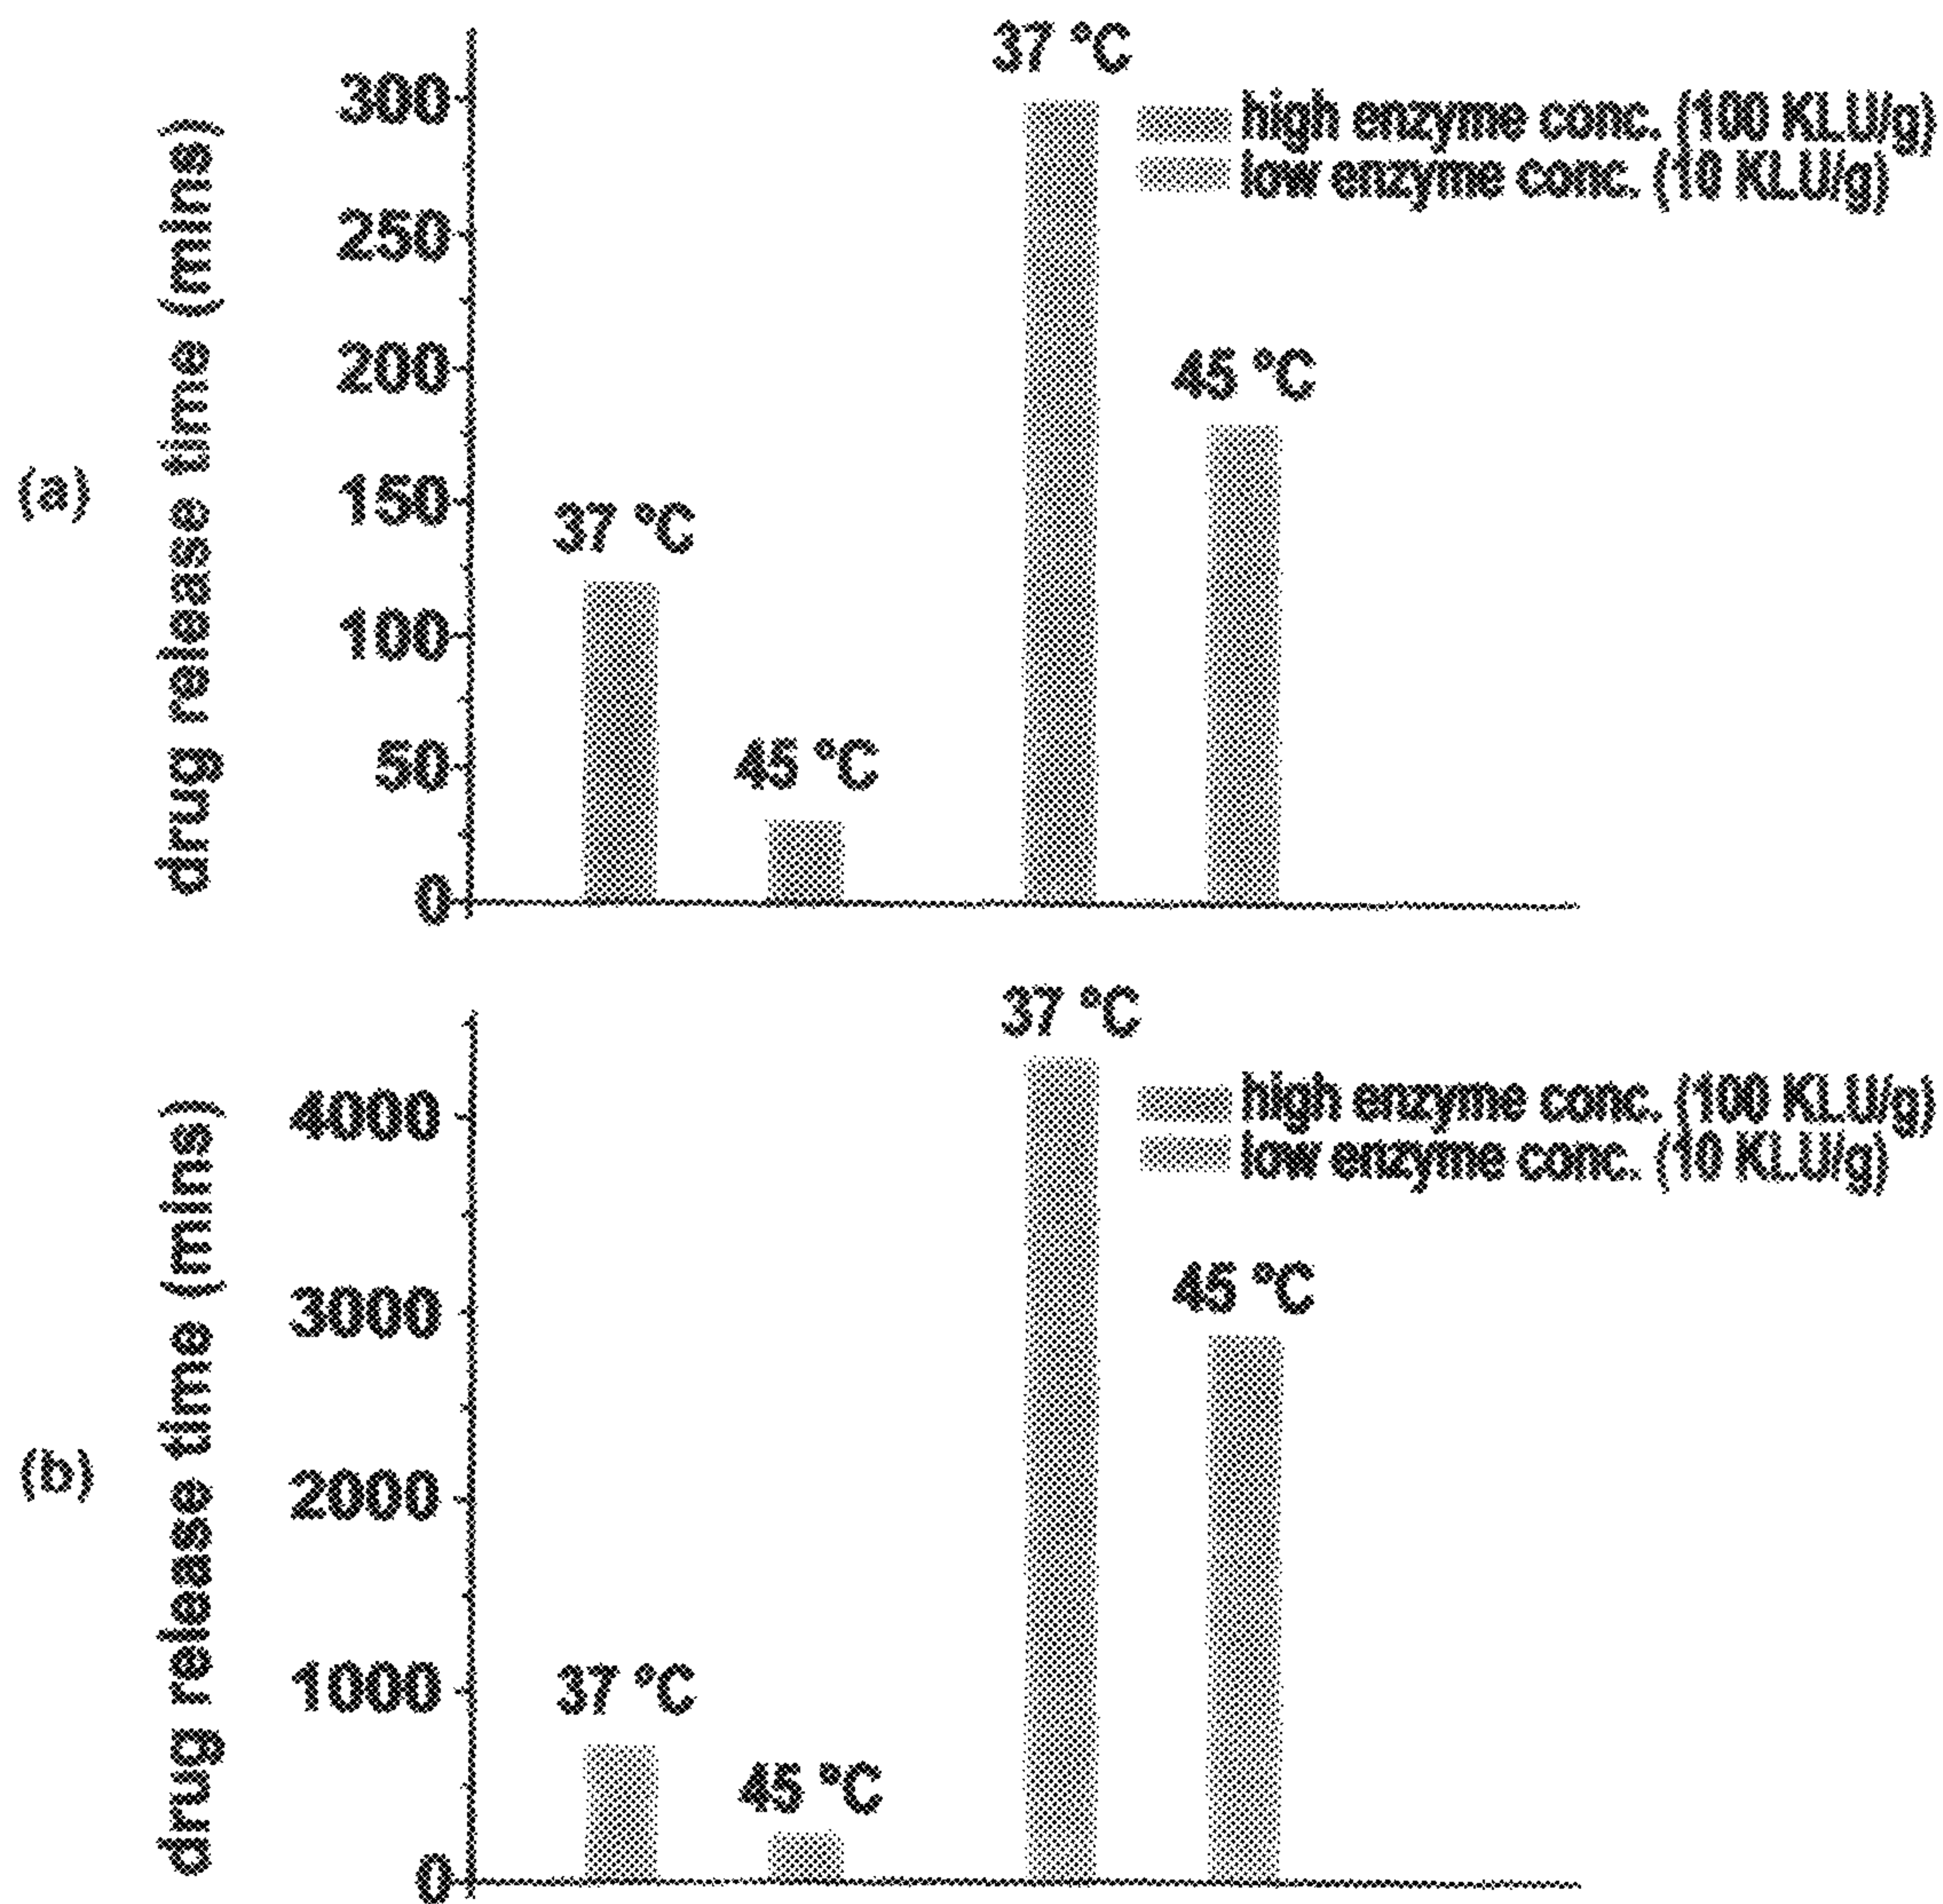 (a)
drug release time (mins)
300
250
200
150
100
50
0
37 °C
45 °C
37 °C
45 °C
high enzyme conc. (100 KLU/g)
low enzyme conc. (10 KLU/g)
(b)
drug release time (mins)
4000
3000
2000
1000
0
37 °C
45 °C
37 °C
45 °C
high enzyme conc. (100 KLU/g)
low enzyme conc. (10 KLU/g)